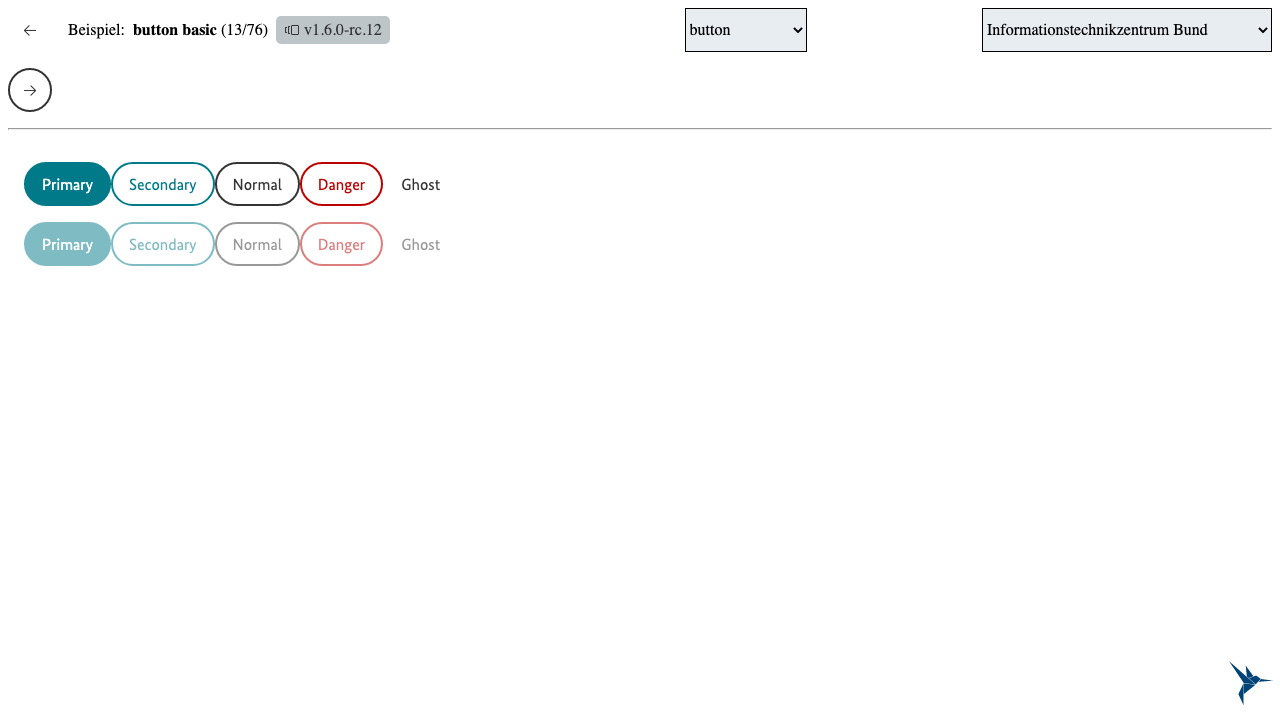 Beispiel: button basic (13/76) v1.6.0-rc.12 button Informationstechnikzentrum Bund
Primary Secondary Normal Danger Ghost
Primary Secondary Normal Danger Ghost